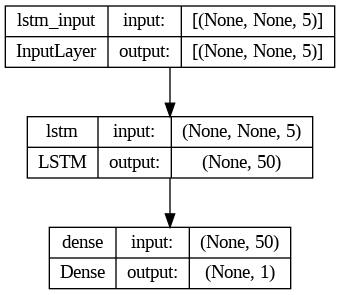 lstm_input input: [(None, None, 5)]
InputLayer output: [(None, None, 5)]
lstm input: (None, None, 5)
LSTM output: (None, 50)
dense input: (None, 50)
Dense output: (None, 1)